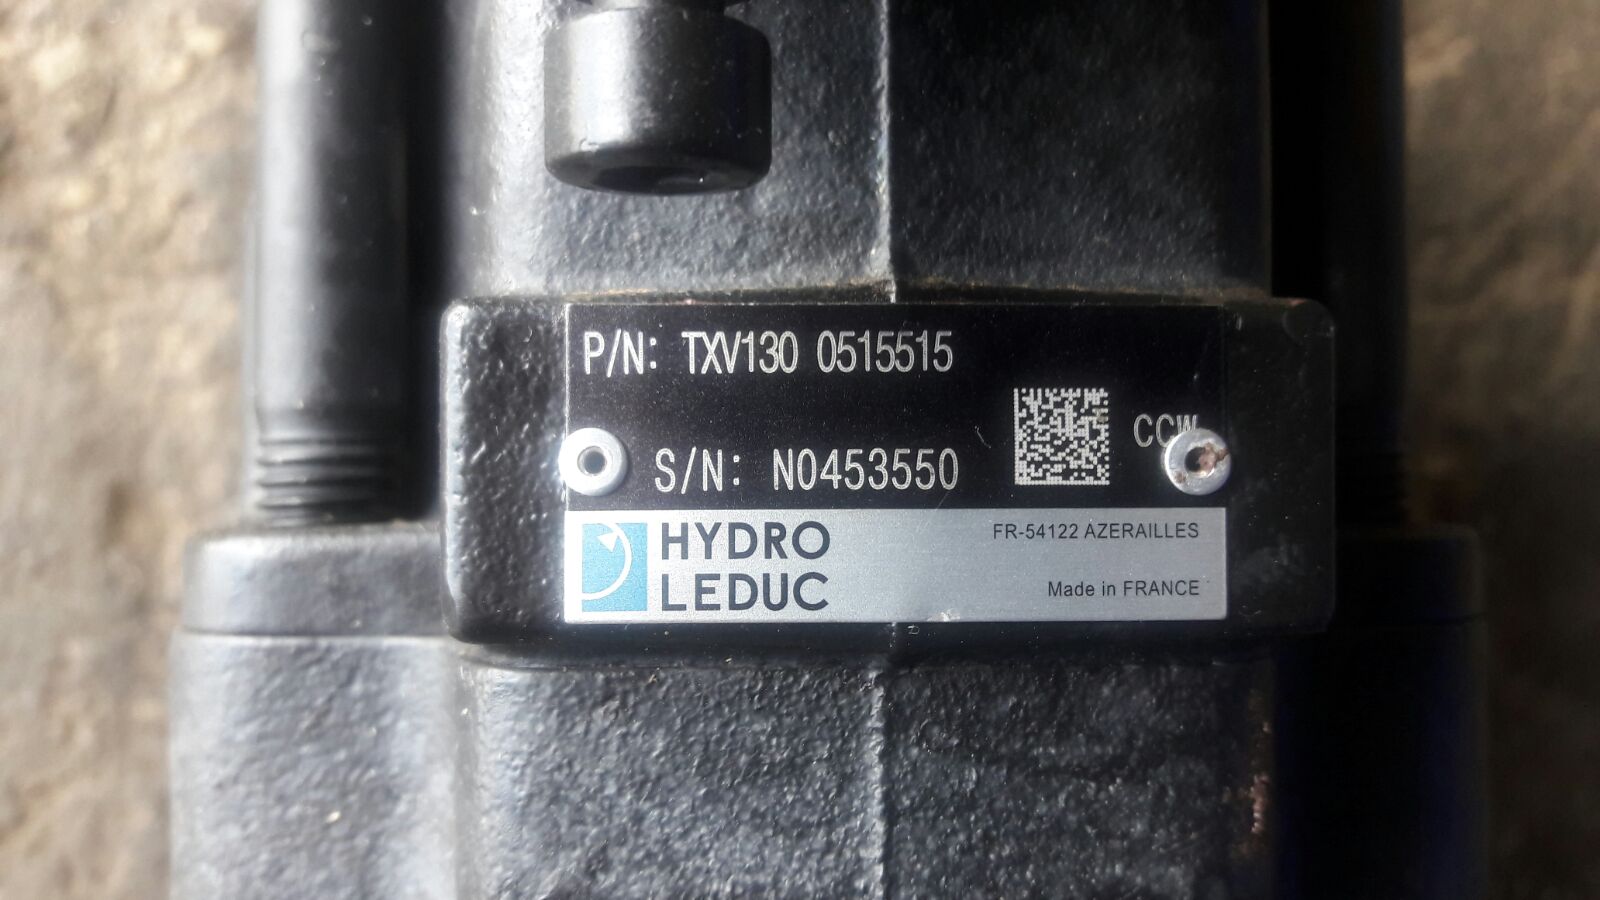 P/N: TXV130 0515515
CCW
S/N: N0453550
HYDRO
LEDUC
FR-54122 AZERAILLES
Made in FRANCE